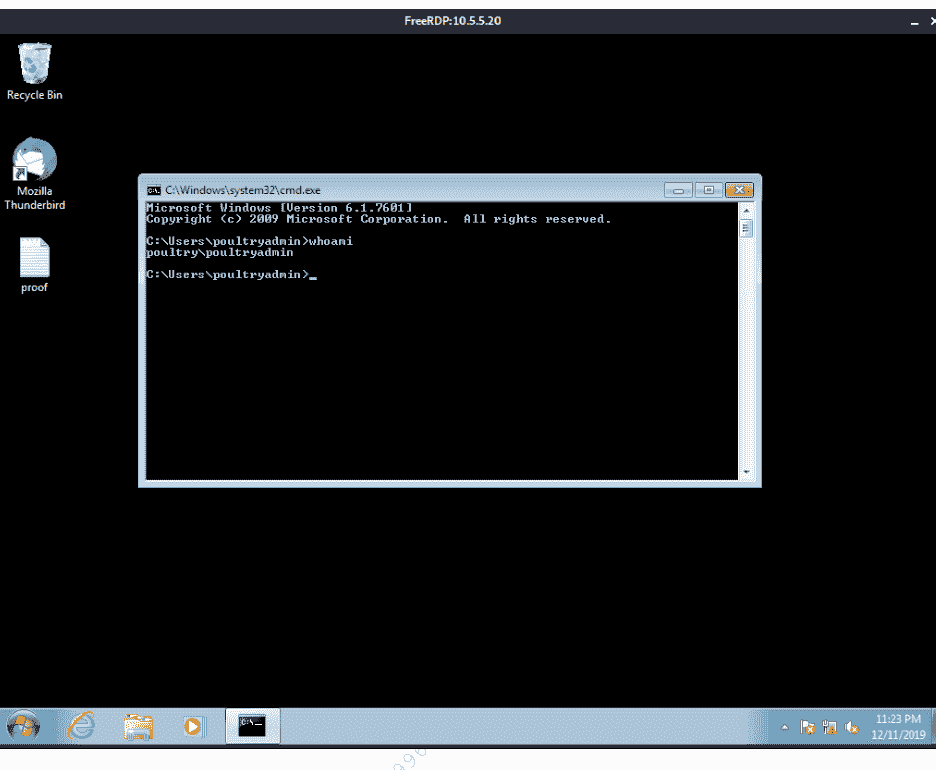 FreeRDP:10.5.5.20
Recycle Bin
Mozilla
Thunderbird
proof
C:\Windows\system32\cmd.exe
Microsoft Windows [Version 6.1.7601]
Copyright (c) 2009 Microsoft Corporation.  All rights reserved.
C:\Users\poultryadmin>whoami
poultry\poultryadmin
C:\Users\poultryadmin>_
11:23 PM
12/11/2019